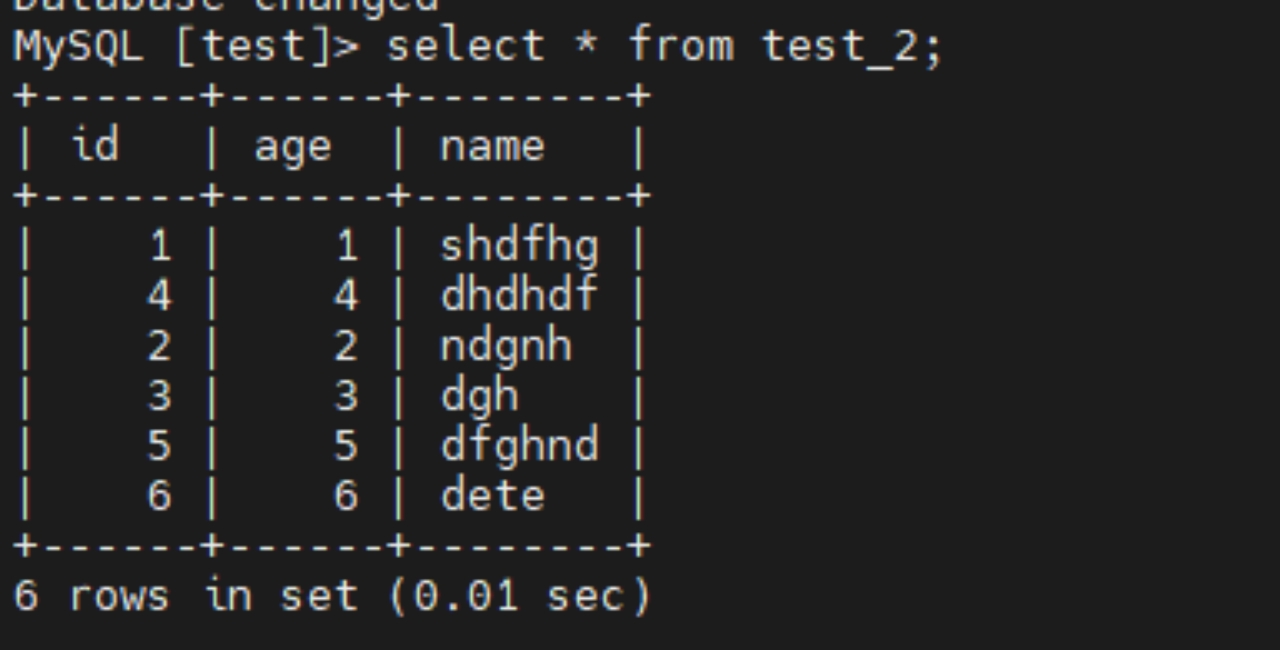 Database changed
MySQL [test]> select * from test_2;
+------+------+--------+
| id   | age  | name   |
+------+------+--------+
|    1 |    1 | shdfhg |
|    4 |    4 | dhdhdf |
|    2 |    2 | ndgnh  |
|    3 |    3 | dgh    |
|    5 |    5 | dfghnd |
|    6 |    6 | dete   |
+------+------+--------+
6 rows in set (0.01 sec)